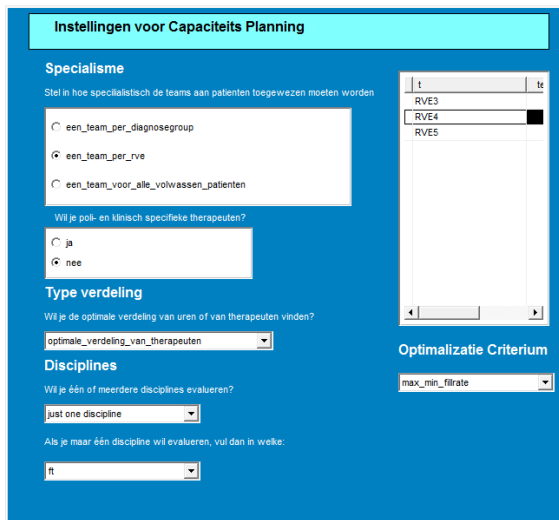 Instellingen voor Capaciteits Planning
Specialisme
Stel in hoe specilialistisch de teams aan patienten toegewezen moeten worden
een_team_per_diagnosegroup
een_team_per_rve
een_team_voor_alle_volwassen_patienten
Wil je poli- en klinisch specifieke therapeuten?
ja
nee
Type verdeling
Wil je de optimale verdeling van uren of van therapeuten vinden?
optimale_verdeling_van_therapeuten
Disciplines
Wil je één of meerdere disciplines evalueren?
just one discipline
Als je maar één discipline wil evalueren, vul dan in welke:
ft
t te
RVE3
RVE4
RVE5
Optimalizatie Criterium
max_min_fillrate